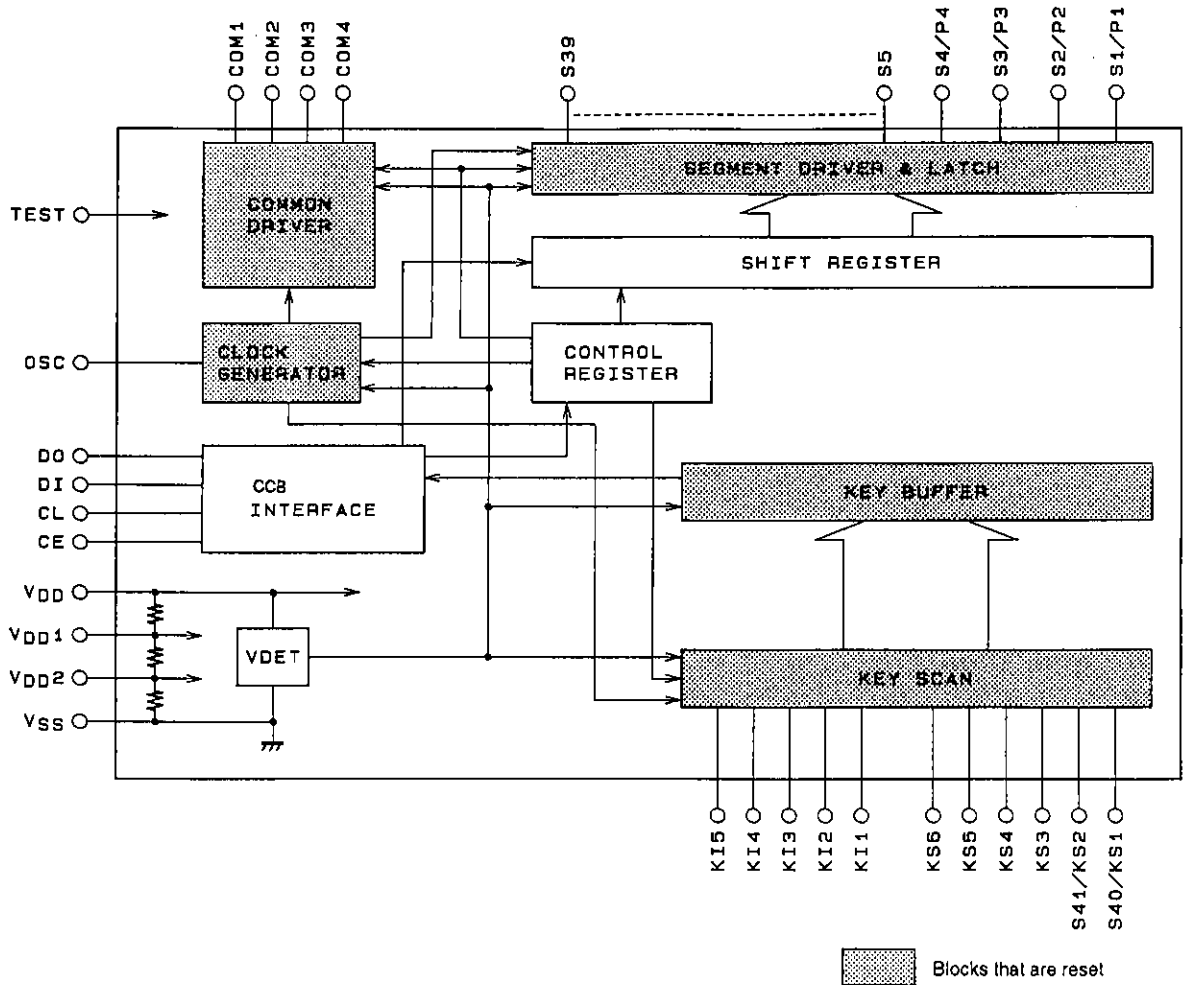 COM1
COM2
COM3
COM4
S39
S5
S4/P4
S3/P3
S2/P2
S1/P1
COMMON
DRIVER
SEGMENT DRIVER & LATCH
TEST
SHIFT REGISTER
OSC
CLOCK
GENERATOR
CONTROL
REGISTER
DO
DI
CL
CE
CCB
INTERFACE
KEY BUFFER
VDD
VDD1
VDD2
VSS
VDET
KEY SCAN
KI5
KI4
KI3
KI2
KI1
KS6
KS5
KS4
KS3
S41/KS2
S40/KS1
Blocks that are reset